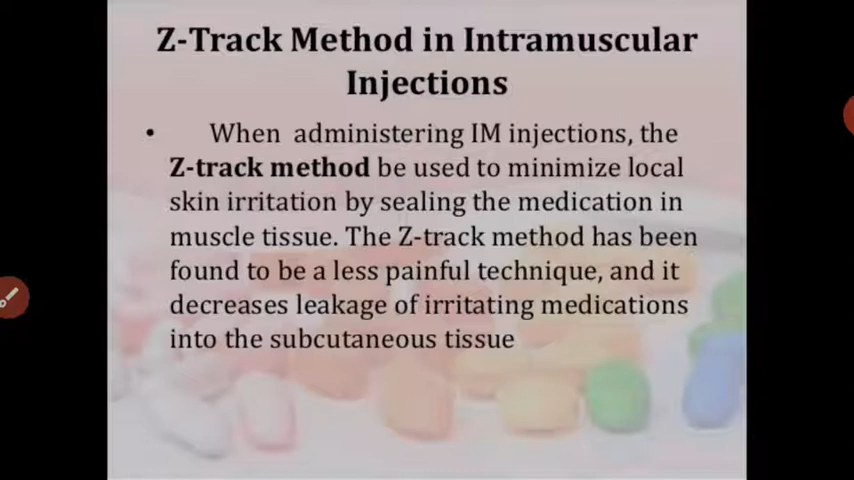 Z-Track Method in Intramuscular
Injections
• When administering IM injections, the
Z-track method be used to minimize local
skin irritation by sealing the medication in
muscle tissue. The Z-track method has been
found to be a less painful technique, and it
decreases leakage of irritating medications
into the subcutaneous tissue